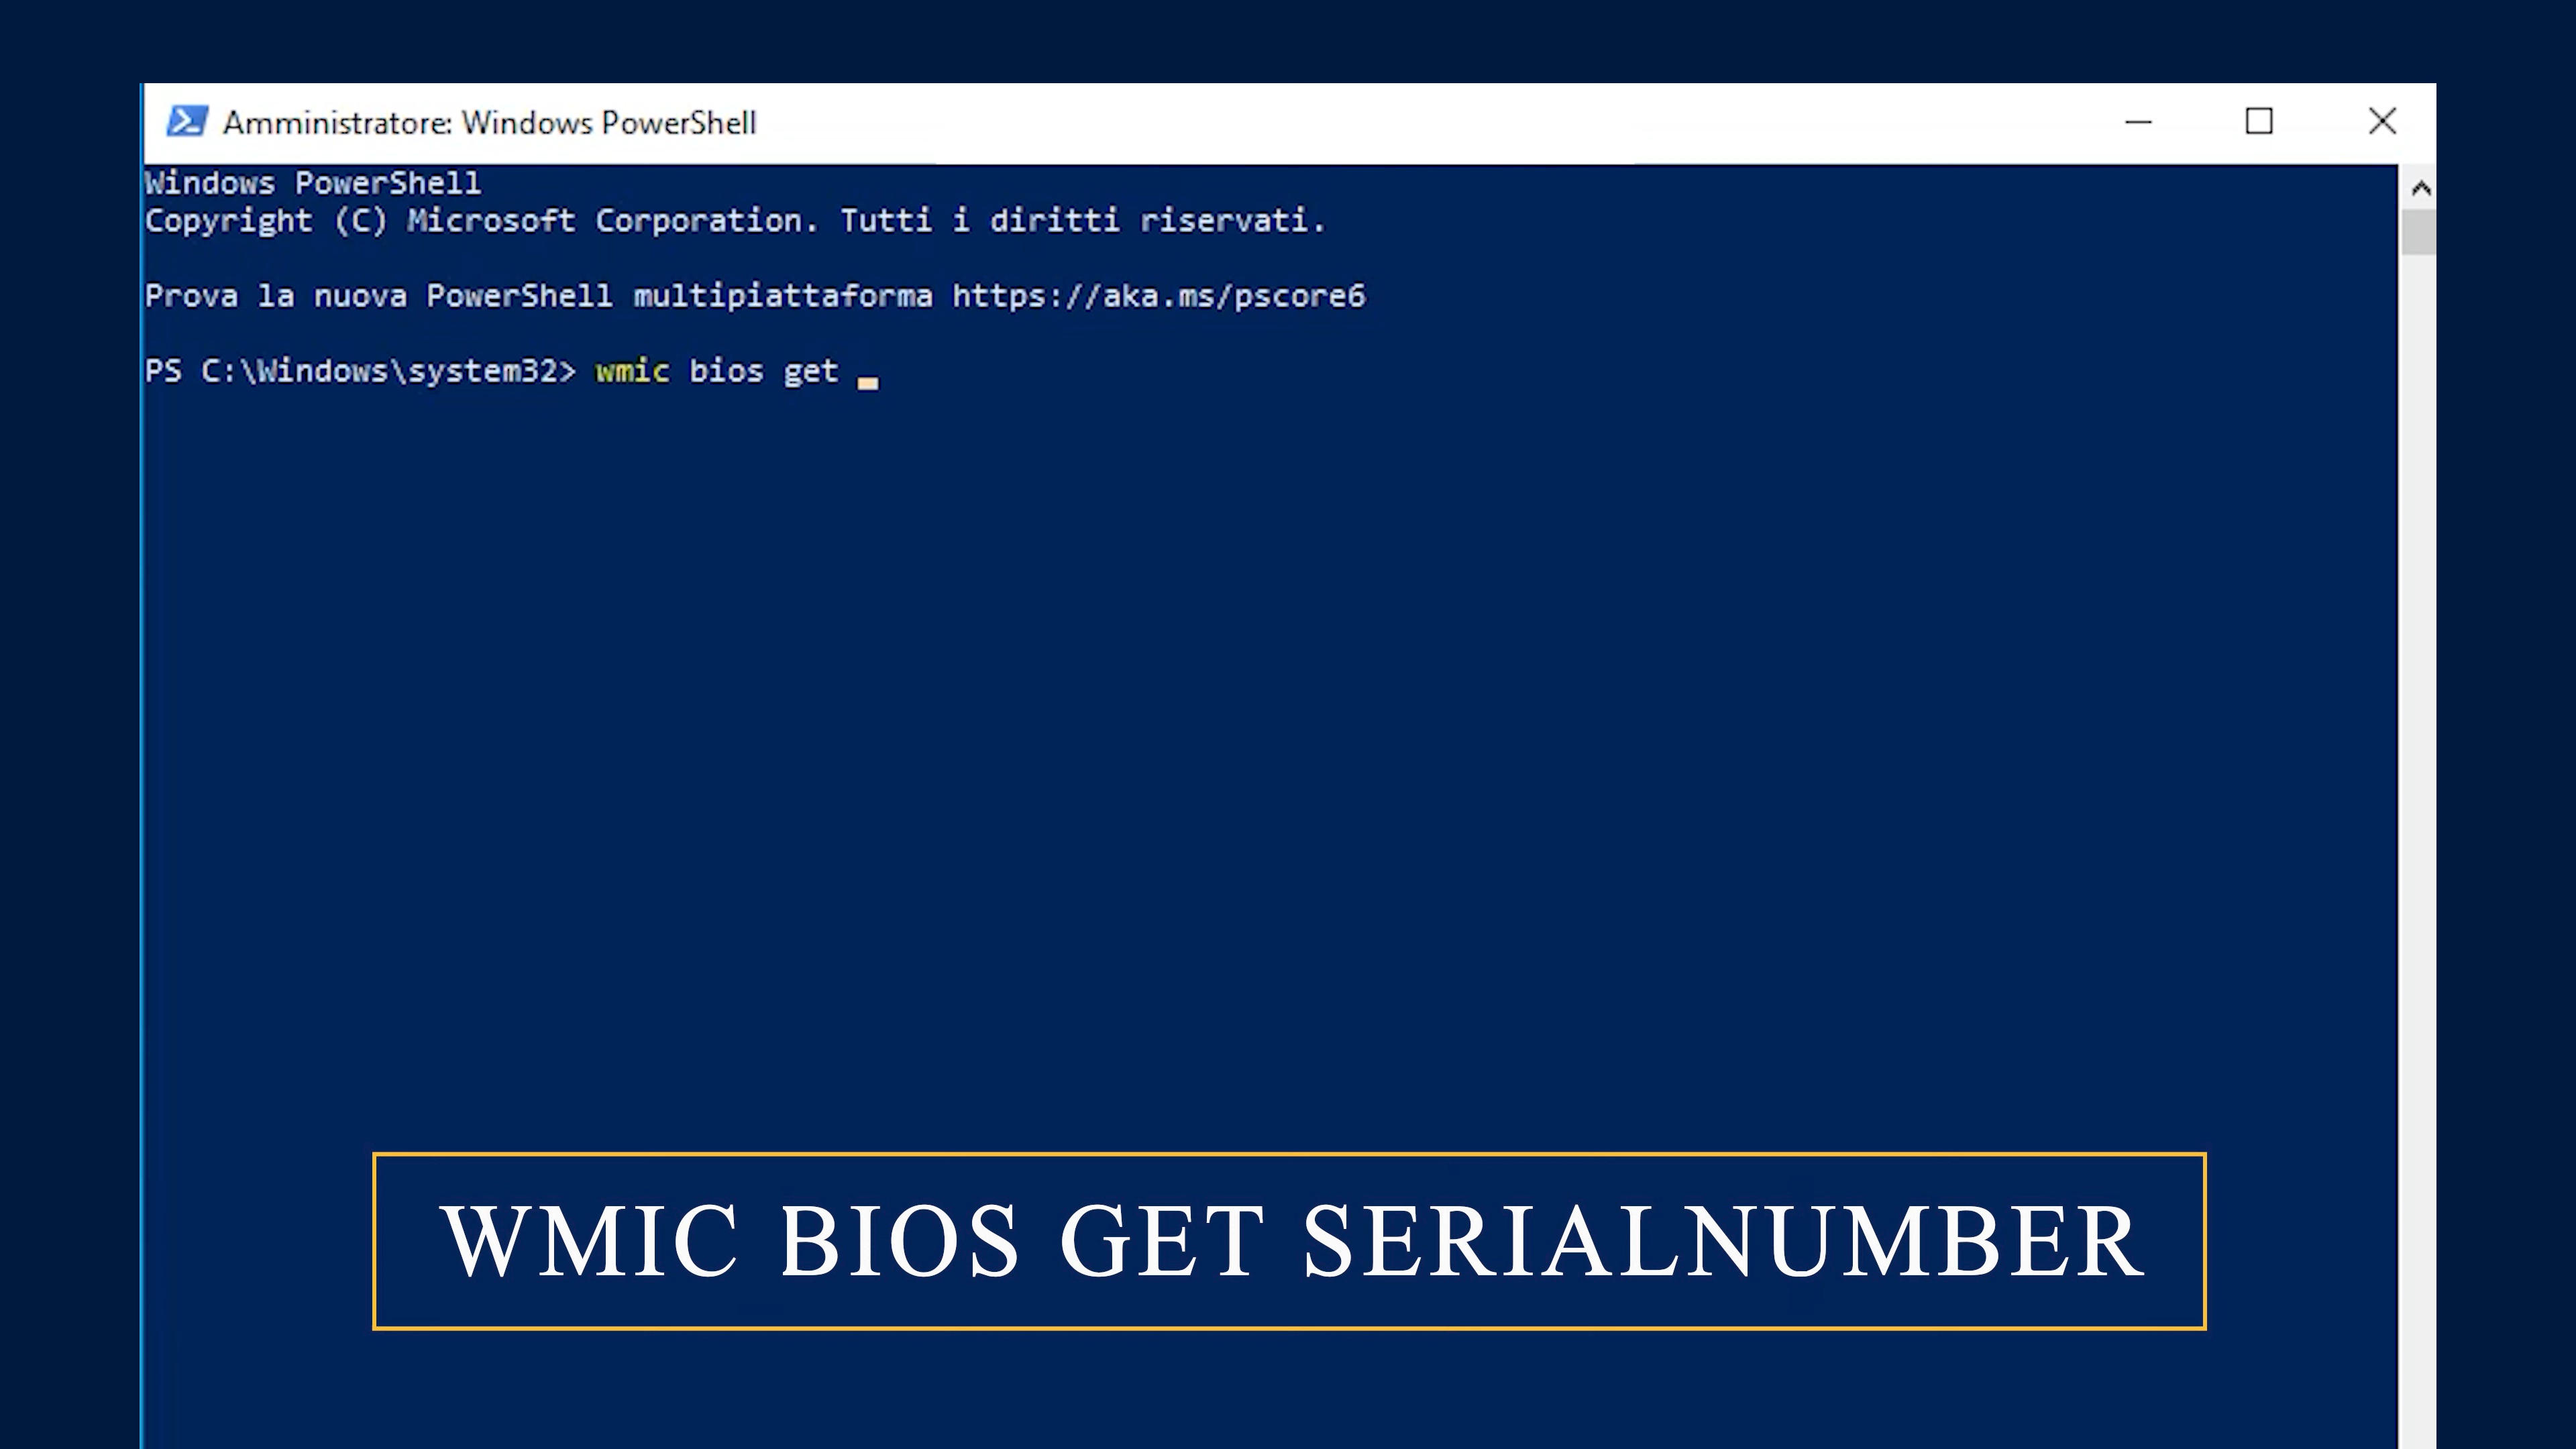 Amministratore: Windows PowerShell
Windows PowerShell
Copyright (C) Microsoft Corporation. Tutti i diritti riservati.
Prova la nuova PowerShell multipiattaforma https://aka.ms/pscore6
PS C:\Windows\system32> wmic bios get
WMIC BIOS GET SERIALNUMBER